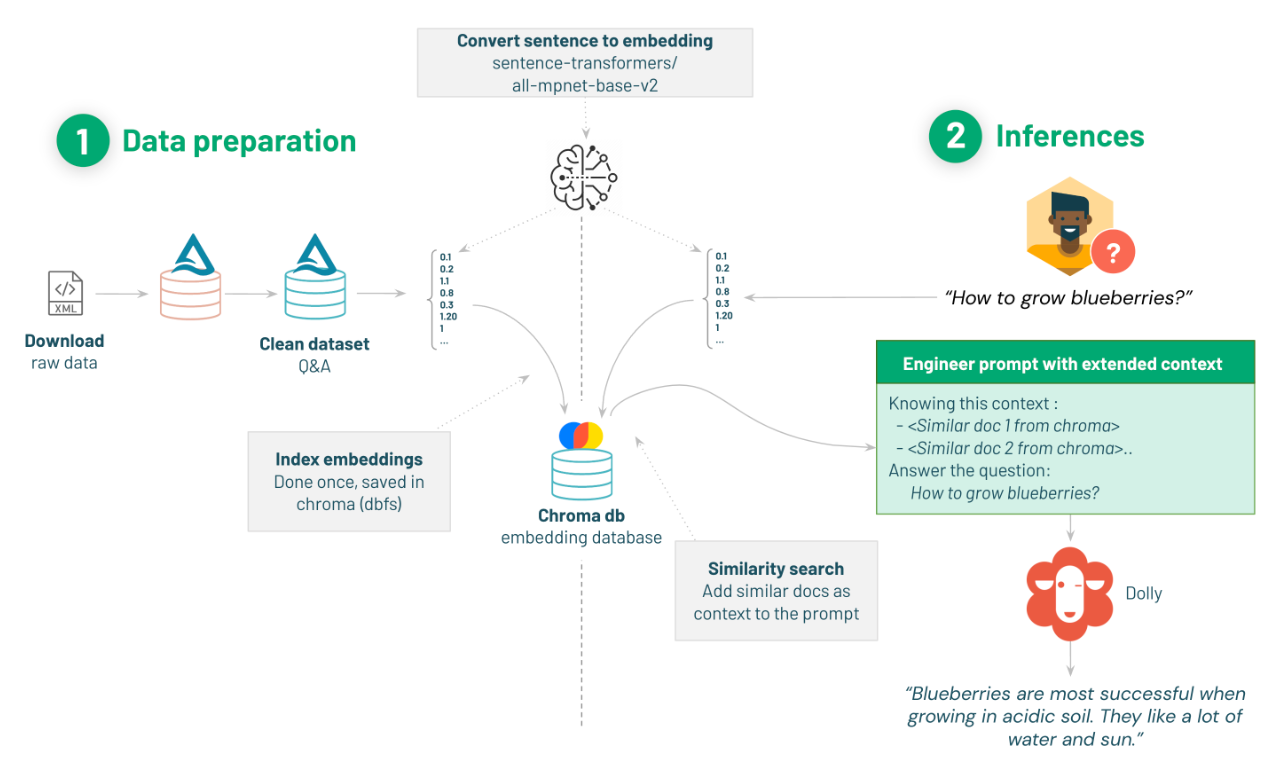 Convert sentence to embedding
sentence-transformers/
all-mpnet-base-v2
1 Data preparation
2 Inferences
XML
Download
raw data
Clean dataset
Q&A
0.1
0.2
1.1
0.8
0.3
1.20
1
...
0.1
0.2
1.1
0.8
0.3
1.20
1
...
?
“How to grow blueberries?”
Index embeddings
Done once, saved in
chroma (dbfs)
Chroma db
embedding database
Similarity search
Add similar docs as
context to the prompt
Engineer prompt with extended context
Knowing this context :
- <Similar doc 1 from chroma>
- <Similar doc 2 from chroma>..
Answer the question:
How to grow blueberries?
Dolly
“Blueberries are most successful when
growing in acidic soil. They like a lot of
water and sun.”